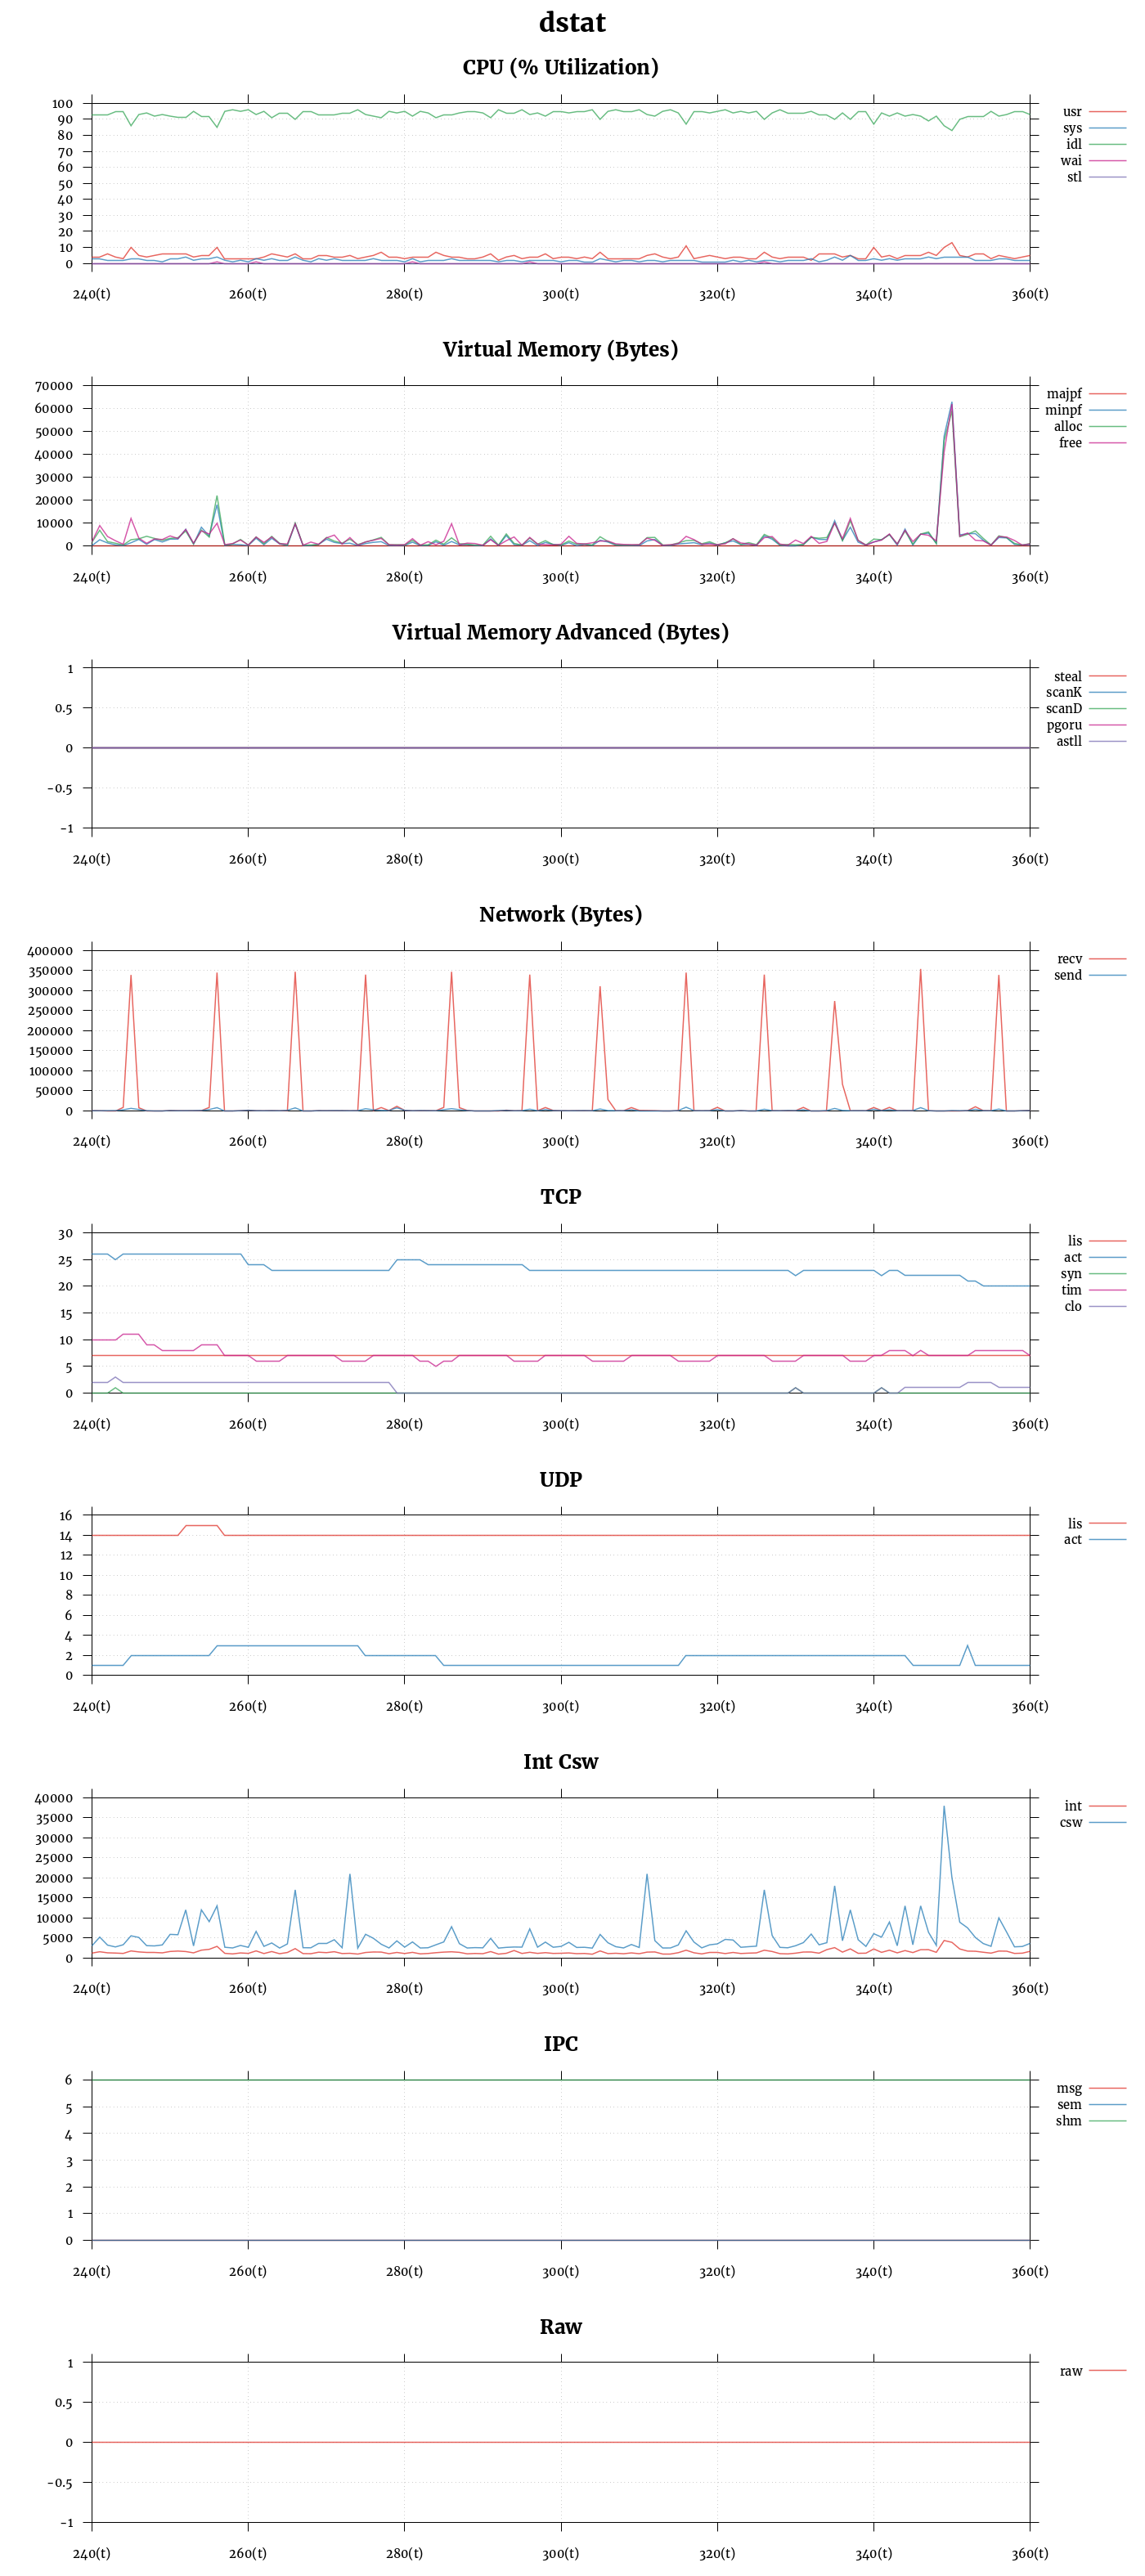 dstat
CPU (% Utilization)
100
90
80
70
60
50
40
30
20
10
0
240(t) 260(t) 280(t) 300(t) 320(t) 340(t) 360(t)
usr
sys
idl
wai
stl
Virtual Memory (Bytes)
70000
60000
50000
40000
30000
20000
10000
0
240(t) 260(t) 280(t) 300(t) 320(t) 340(t) 360(t)
majpf
minpf
alloc
free
Virtual Memory Advanced (Bytes)
1
0.5
0
-0.5
-1
240(t) 260(t) 280(t) 300(t) 320(t) 340(t) 360(t)
steal
scanK
scanD
pgoru
astll
Network (Bytes)
400000
350000
300000
250000
200000
150000
100000
50000
0
240(t) 260(t) 280(t) 300(t) 320(t) 340(t) 360(t)
recv
send
TCP
30
25
20
15
10
5
0
240(t) 260(t) 280(t) 300(t) 320(t) 340(t) 360(t)
lis
act
syn
tim
clo
UDP
16
14
12
10
8
6
4
2
0
240(t) 260(t) 280(t) 300(t) 320(t) 340(t) 360(t)
lis
act
Int Csw
40000
35000
30000
25000
20000
15000
10000
5000
0
240(t) 260(t) 280(t) 300(t) 320(t) 340(t) 360(t)
int
csw
IPC
6
5
4
3
2
1
0
240(t) 260(t) 280(t) 300(t) 320(t) 340(t) 360(t)
msg
sem
shm
Raw
1
0.5
0
-0.5
-1
240(t) 260(t) 280(t) 300(t) 320(t) 340(t) 360(t)
raw